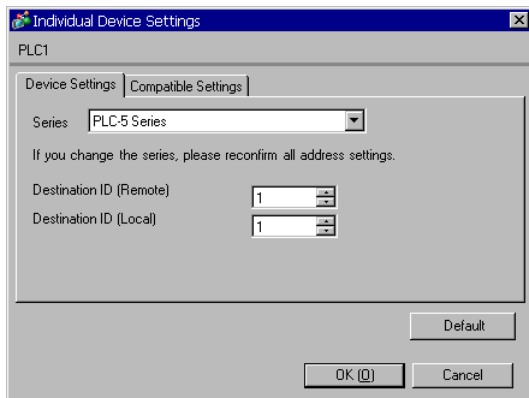 Individual Device Settings
PLC1
Device Settings Compatible Settings
Series PLC-5 Series
If you change the series, please reconfirm all address settings.
Destination ID (Remote) 1
Destination ID (Local) 1
Default
OK (O) Cancel